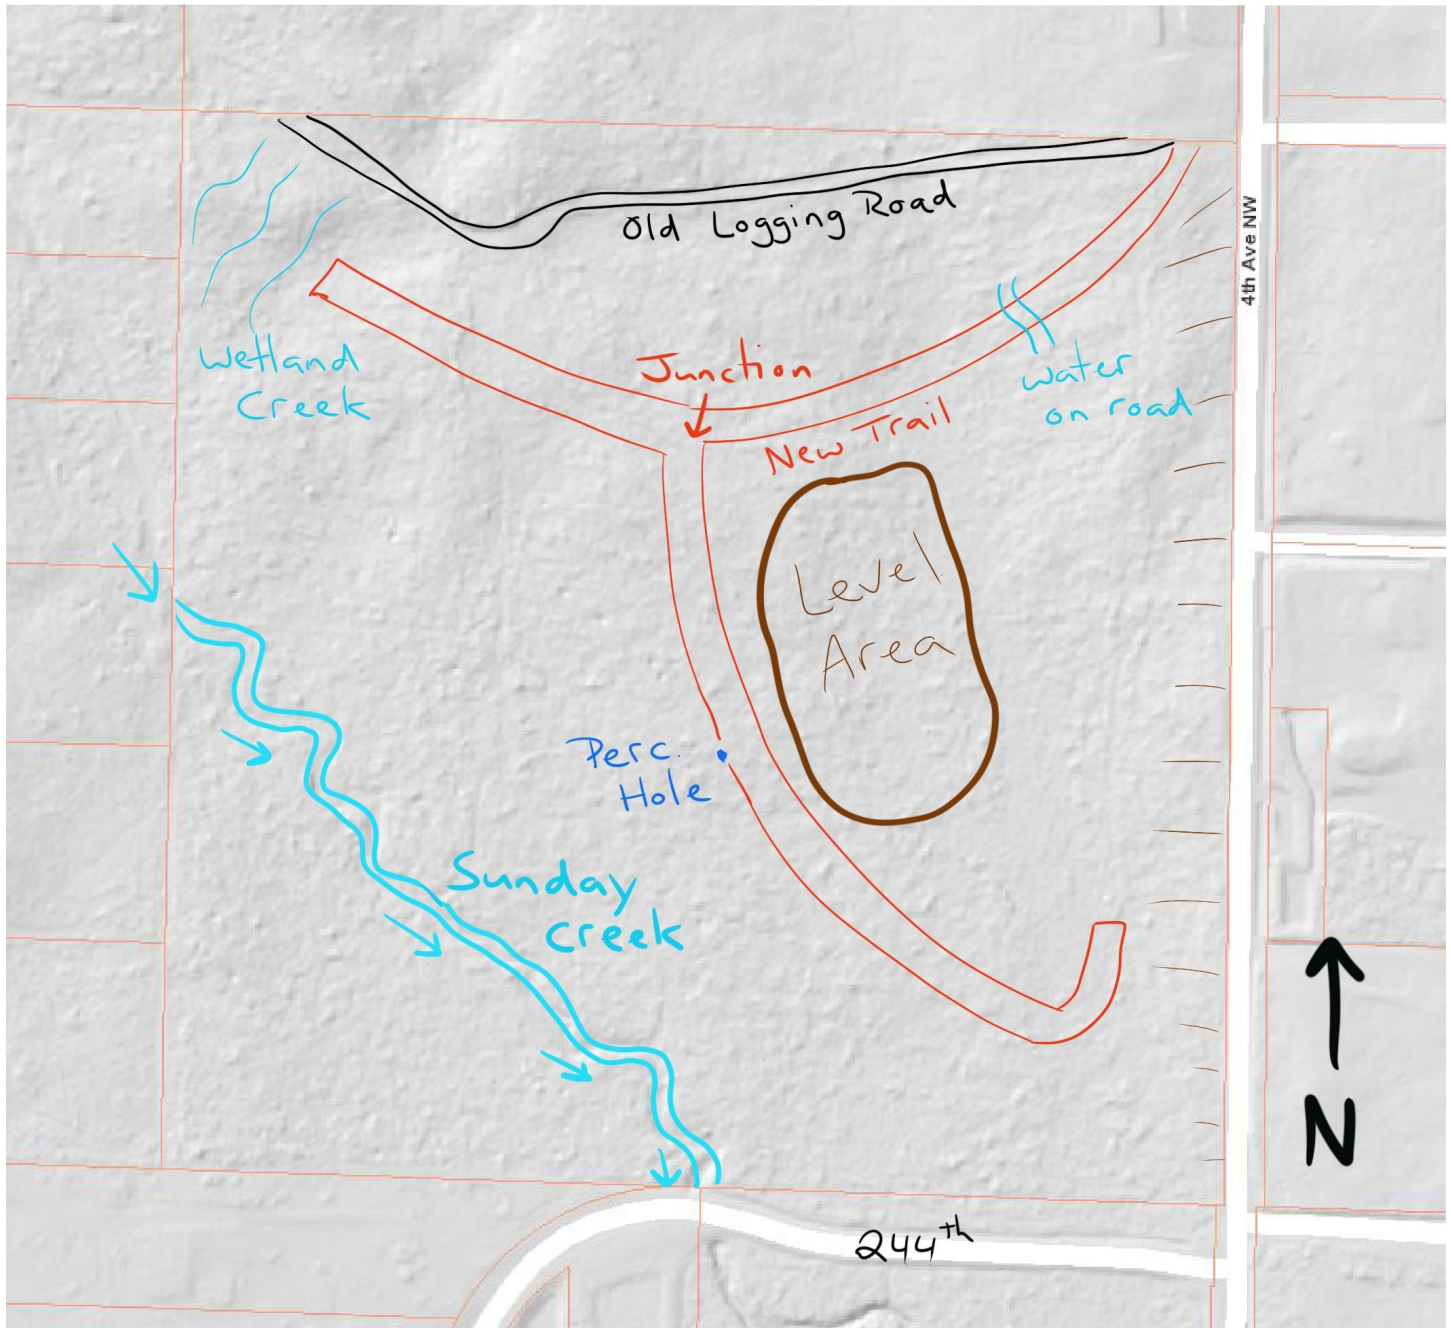 Old Logging Road
4th Ave NW
Wetland
Creek
Junction
Water
on road
New Trail
Level
Area
Perc.
Hole
Sunday
Creek
N
244th